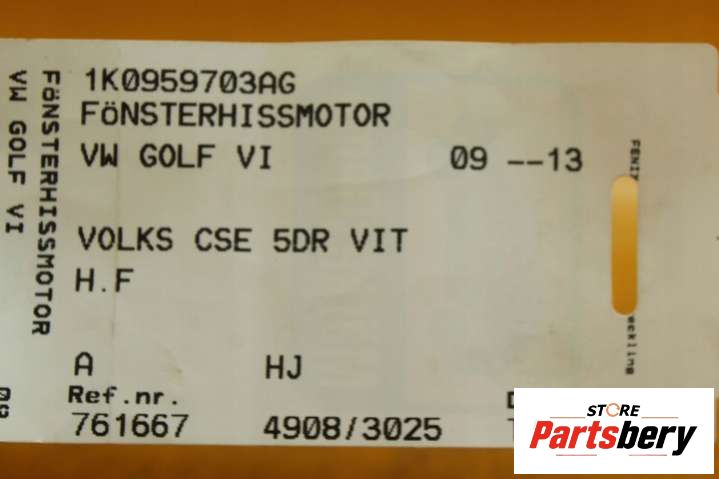 1K0959703AG
FöNSTERHISSMOTOR
VW GOLF VI 09 --13
VOLKS CSE 5DR VIT
H.F
A HJ
Ref.nr.
761667 4908/3025
FöNSTERHISSMOTOR
VW GOLF VI
STORE
Partsbery